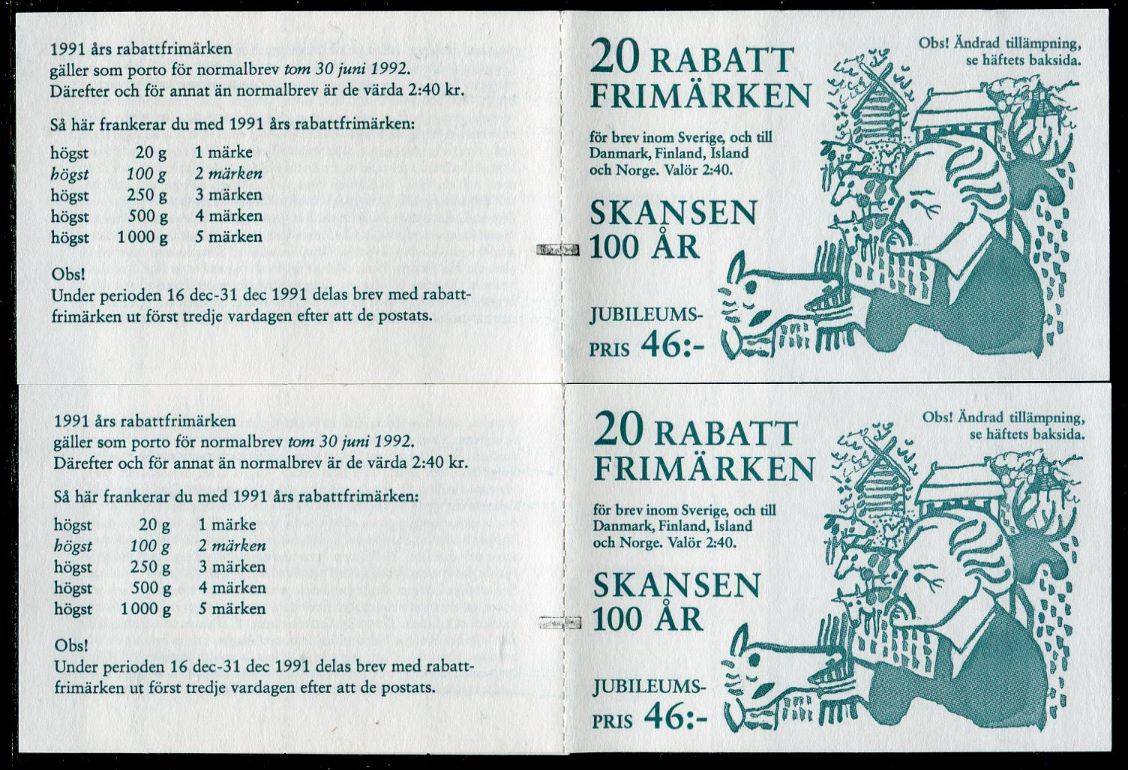 1991 års rabattfrimärken
gäller som porto för normalbrev tom 30 juni 1992.
Därefter och för annat än normalbrev är de värda 2:40 kr.
Så här frankerar du med 1991 års rabattfrimärken:
högst 20 g 1 märke
högst 100 g 2 märken
högst 250 g 3 märken
högst 500 g 4 märken
högst 1000 g 5 märken
Obs!
Under perioden 16 dec-31 dec 1991 delas brev med rabatt-
frimärken ut först tredje vardagen efter att de postats.
20 RABATT
FRIMÄRKEN
Obs! Ändrad tillämpning,
se häftets baksida.
för brev inom Sverige, och till
Danmark, Finland, Island
och Norge. Valör 2:40.
SKANSEN
100 ÅR
JUBILEUMS-
PRIS 46:-
1991 års rabattfrimärken
gäller som porto för normalbrev tom 30 juni 1992.
Därefter och för annat än normalbrev är de värda 2:40 kr.
Så här frankerar du med 1991 års rabattfrimärken:
högst 20 g 1 märke
högst 100 g 2 märken
högst 250 g 3 märken
högst 500 g 4 märken
högst 1000 g 5 märken
Obs!
Under perioden 16 dec-31 dec 1991 delas brev med rabatt-
frimärken ut först tredje vardagen efter att de postats.
20 RABATT
FRIMÄRKEN
Obs! Ändrad tillämpning,
se häftets baksida.
för brev inom Sverige, och till
Danmark, Finland, Island
och Norge. Valör 2:40.
SKANSEN
100 ÅR
JUBILEUMS-
PRIS 46:-